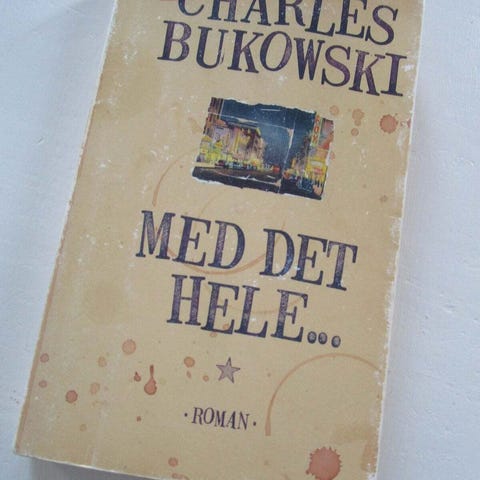 CHARLES
BUKOWSKI
MED DET
HELE...
· ROMAN ·